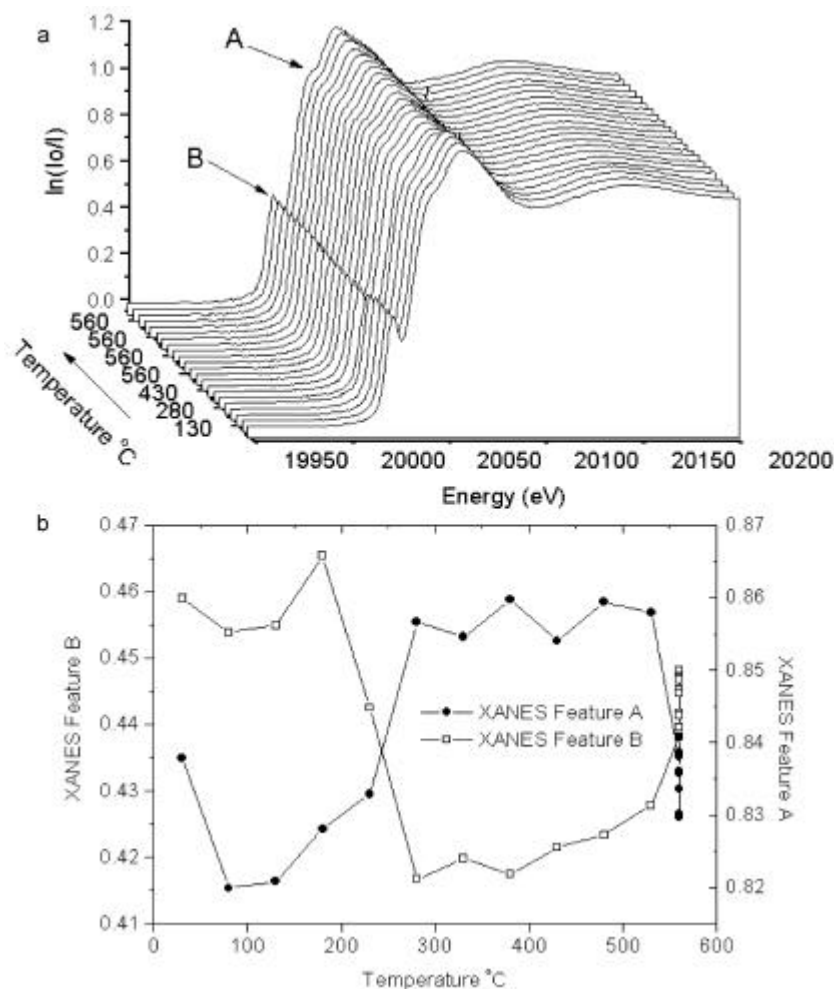 a
A
B
ln(Io/I)
1.2
1.0
0.8
0.6
0.4
0.2
0.0
560
560
560
560
430
280
130
Temperature °C
19950 20000 20050 20100 20150 20200
Energy (eV)
b
0.47
0.46
0.45
0.44
0.43
0.42
0.41
XANES Feature B
XANES Feature A
XANES Feature B
0.87
0.86
0.85
0.84
0.83
0.82
XANES Feature A
0 100 200 300 400 500 600
Temperature °C